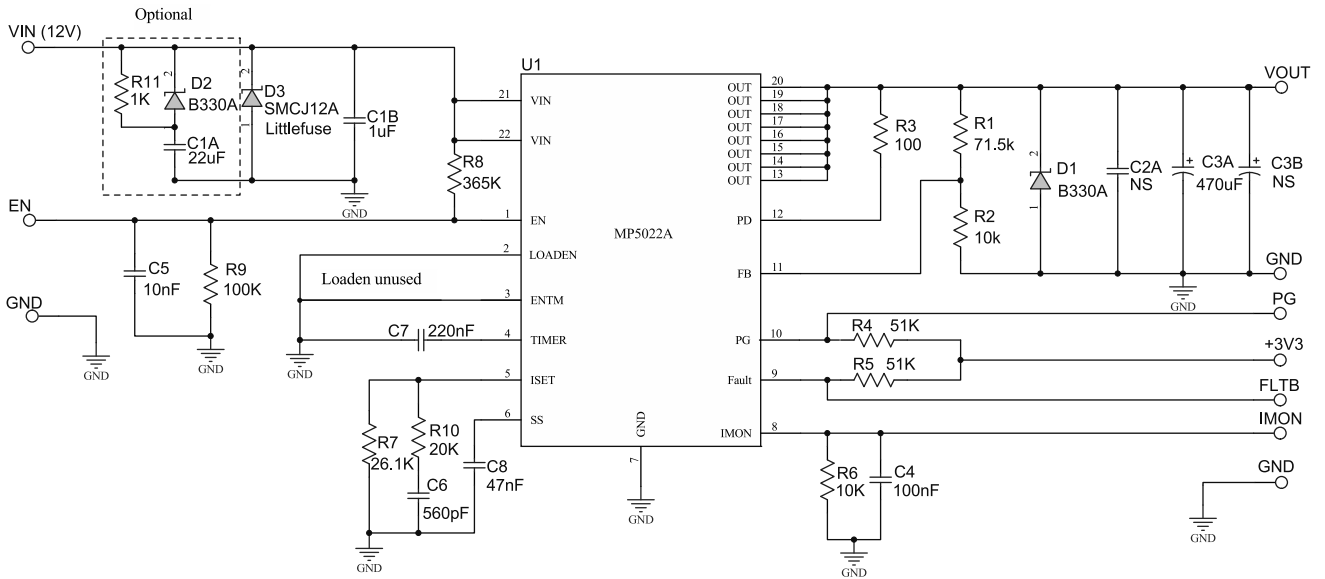 Optional
VIN (12V)
R11
1K
2
D2
B330A
C1A
22uF
2
1
D3
SMCJ12A
Littlefuse
C1B
1uF
GND
R8
365K
EN
C5
10nF
R9
100K
GND
GND
GND
Loaden unused
C7
220nF
GND
R7
26.1K
R10
20K
C6
560pF
C8
47nF
GND
U1
MP5022A
21
VIN
22
VIN
1
EN
2
LOADEN
3
ENTM
4
TIMER
5
ISET
6
SS
GND
7
GND
OUT
20
OUT
19
OUT
18
OUT
17
OUT
16
OUT
15
OUT
14
OUT
13
PD
12
FB
11
PG
10
Fault
9
IMON
8
R3
100
R1
71.5k
R2
10k
2
1
D1
B330A
C2A
NS
C3A
470uF
C3B
NS
VOUT
GND
GND
PG
R4
51K
R5
51K
+3V3
FLTB
IMON
R6
10K
C4
100nF
GND
GND
GND